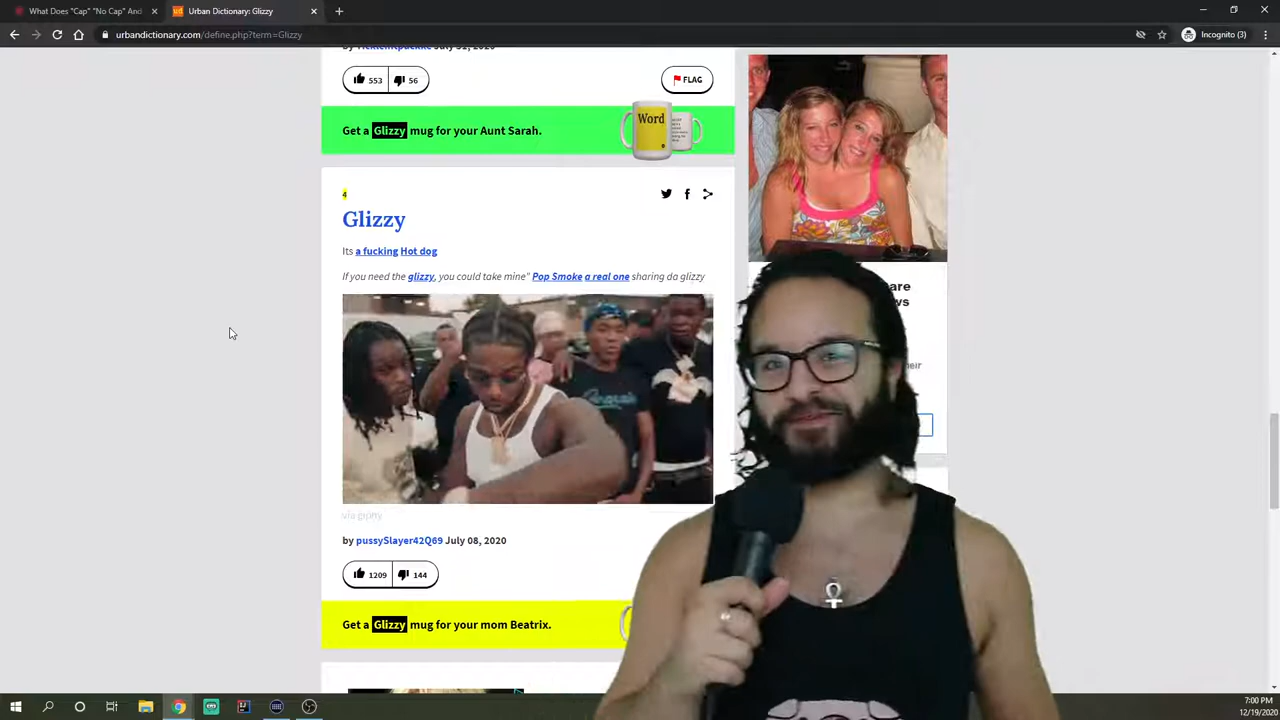 What Does "Cap" "No Cap" And
Urban Dictionary: Glizzy
urbandictionary.com/define.php?term=Glizzy
Incognito (3)
July 31, 2020
553
56
FLAG
Get a Glizzy mug for your Aunt Sarah.
Word
4
Glizzy
Its a fucking Hot dog
If you need the glizzy, you could take mine" Pop Smoke a real one sharing da glizzy
via giphy
by pussySlayer42Q69 July 08, 2020
1209
144
Get a Glizzy mug for your mom Beatrix.
7:00 PM
12/19/2020